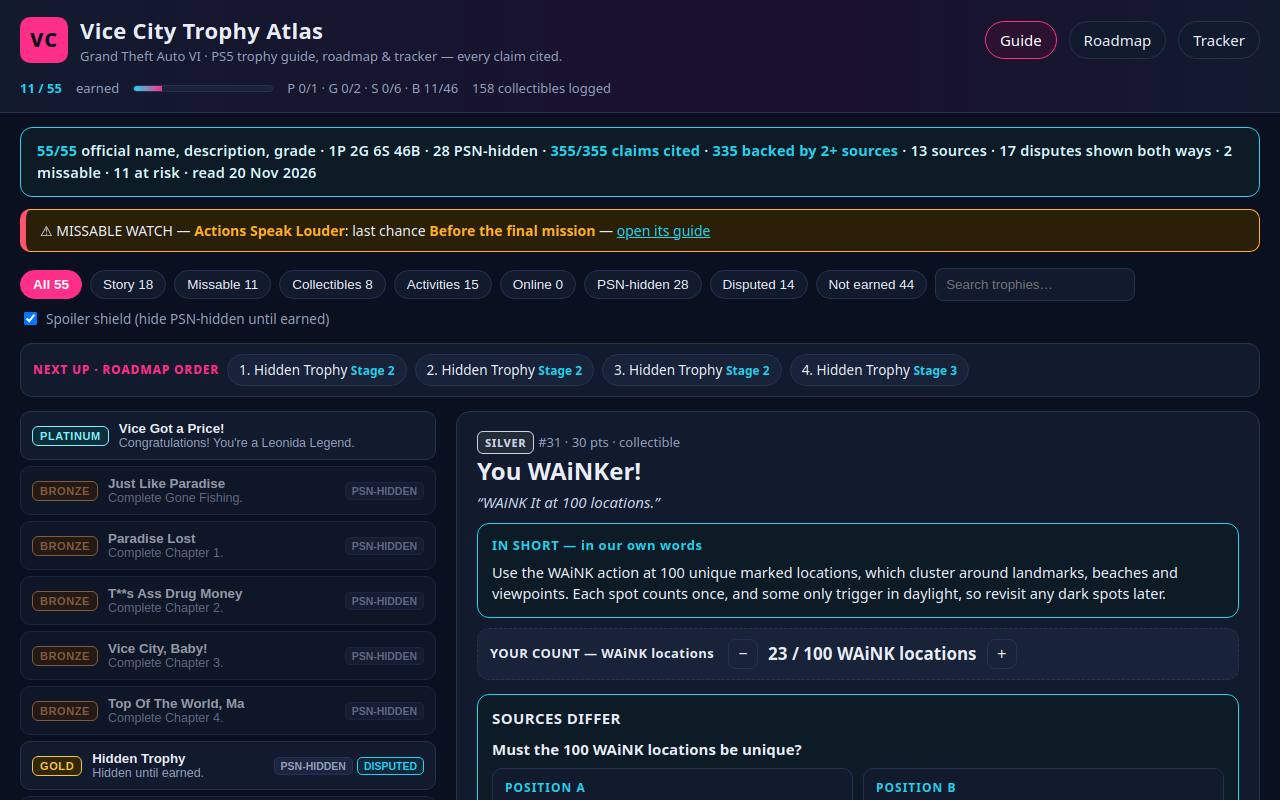 VC
Vice City Trophy Atlas
Grand Theft Auto VI · PS5 trophy guide, roadmap & tracker — every claim cited.
Guide
Roadmap
Tracker
11 / 55 earned P 0/1 · G 0/2 · S 0/6 · B 11/46 158 collectibles logged
55/55 official name, description, grade · 1P 2G 6S 46B · 28 PSN-hidden · 355/355 claims cited · 335 backed by 2+ sources · 13 sources · 17 disputes shown both ways · 2
missable · 11 at risk · read 20 Nov 2026
⚠ MISSABLE WATCH — Actions Speak Louder: last chance Before the final mission — open its guide
All 55 Story 18 Missable 11 Collectibles 8 Activities 15 Online 0 PSN-hidden 28 Disputed 14 Not earned 44 Search trophies…
Spoiler shield (hide PSN-hidden until earned)
NEXT UP · ROADMAP ORDER 1. Hidden Trophy Stage 2 2. Hidden Trophy Stage 2 3. Hidden Trophy Stage 2 4. Hidden Trophy Stage 3
PLATINUM
Vice Got a Price!
Congratulations! You're a Leonida Legend.
BRONZE
Just Like Paradise
Complete Gone Fishing.
PSN-HIDDEN
BRONZE
Paradise Lost
Complete Chapter 1.
PSN-HIDDEN
BRONZE
T**s Ass Drug Money
Complete Chapter 2.
PSN-HIDDEN
BRONZE
Vice City, Baby!
Complete Chapter 3.
PSN-HIDDEN
BRONZE
Top Of The World, Ma
Complete Chapter 4.
PSN-HIDDEN
GOLD
Hidden Trophy
Hidden until earned.
PSN-HIDDEN DISPUTED
SILVER #31 · 30 pts · collectible
You WAiNKer!
“WAiNK It at 100 locations.”
IN SHORT — in our own words
Use the WAiNK action at 100 unique marked locations, which cluster around landmarks, beaches and
viewpoints. Each spot counts once, and some only trigger in daylight, so revisit any dark spots later.
YOUR COUNT — WAiNK locations − 23 / 100 WAiNK locations +
SOURCES DIFFER
Must the 100 WAiNK locations be unique?
POSITION A
POSITION B